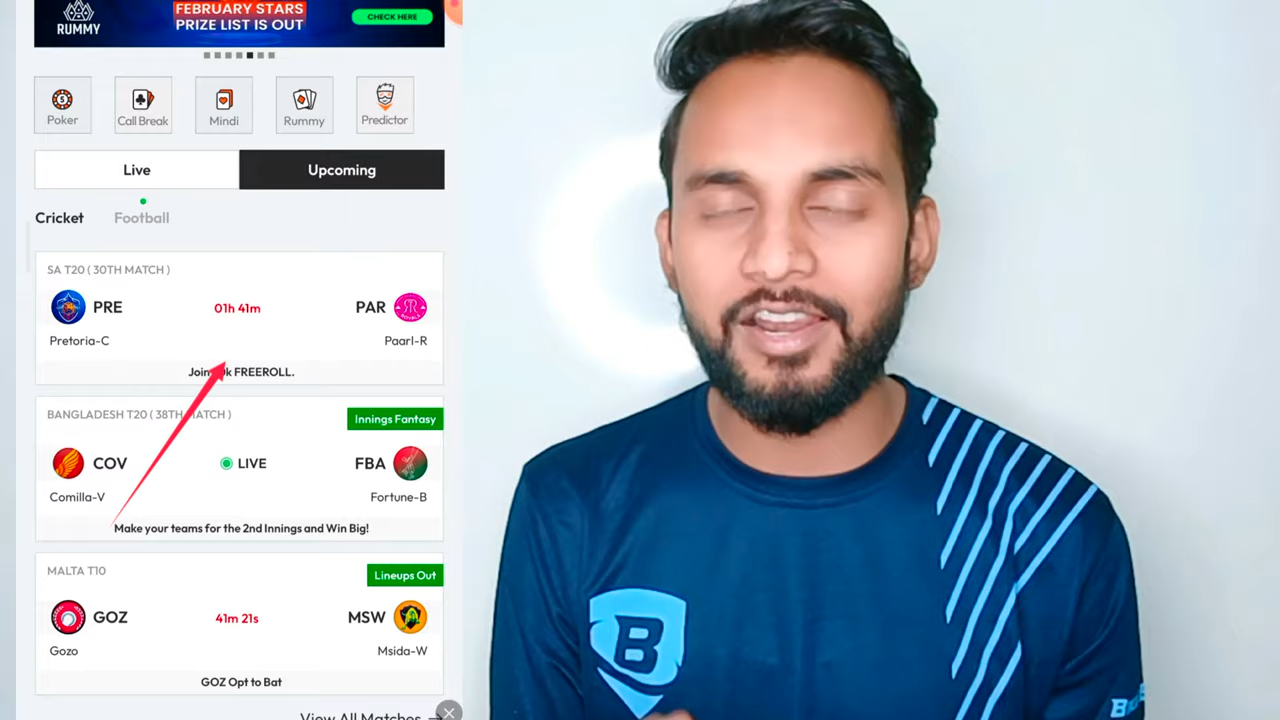 FEBRUARY STARS
PRIZE LIST IS OUT
RUMMY
CHECK HERE
Poker
Call Break
Mindi
Rummy
Predictor
Live
Upcoming
Cricket
Football
SA T20 ( 30TH MATCH )
PRE
01h 41m
PAR
Pretoria-C
Paarl-R
Join k FREEROLL.
BANGLADESH T20 ( 38TH MATCH )
Innings Fantasy
COV
LIVE
FBA
Comilla-V
Fortune-B
Make your teams for the 2nd Innings and Win Big!
MALTA T10
Lineups Out
GOZ
41m 21s
MSW
Gozo
Msida-W
GOZ Opt to Bat
View All Matches →
B